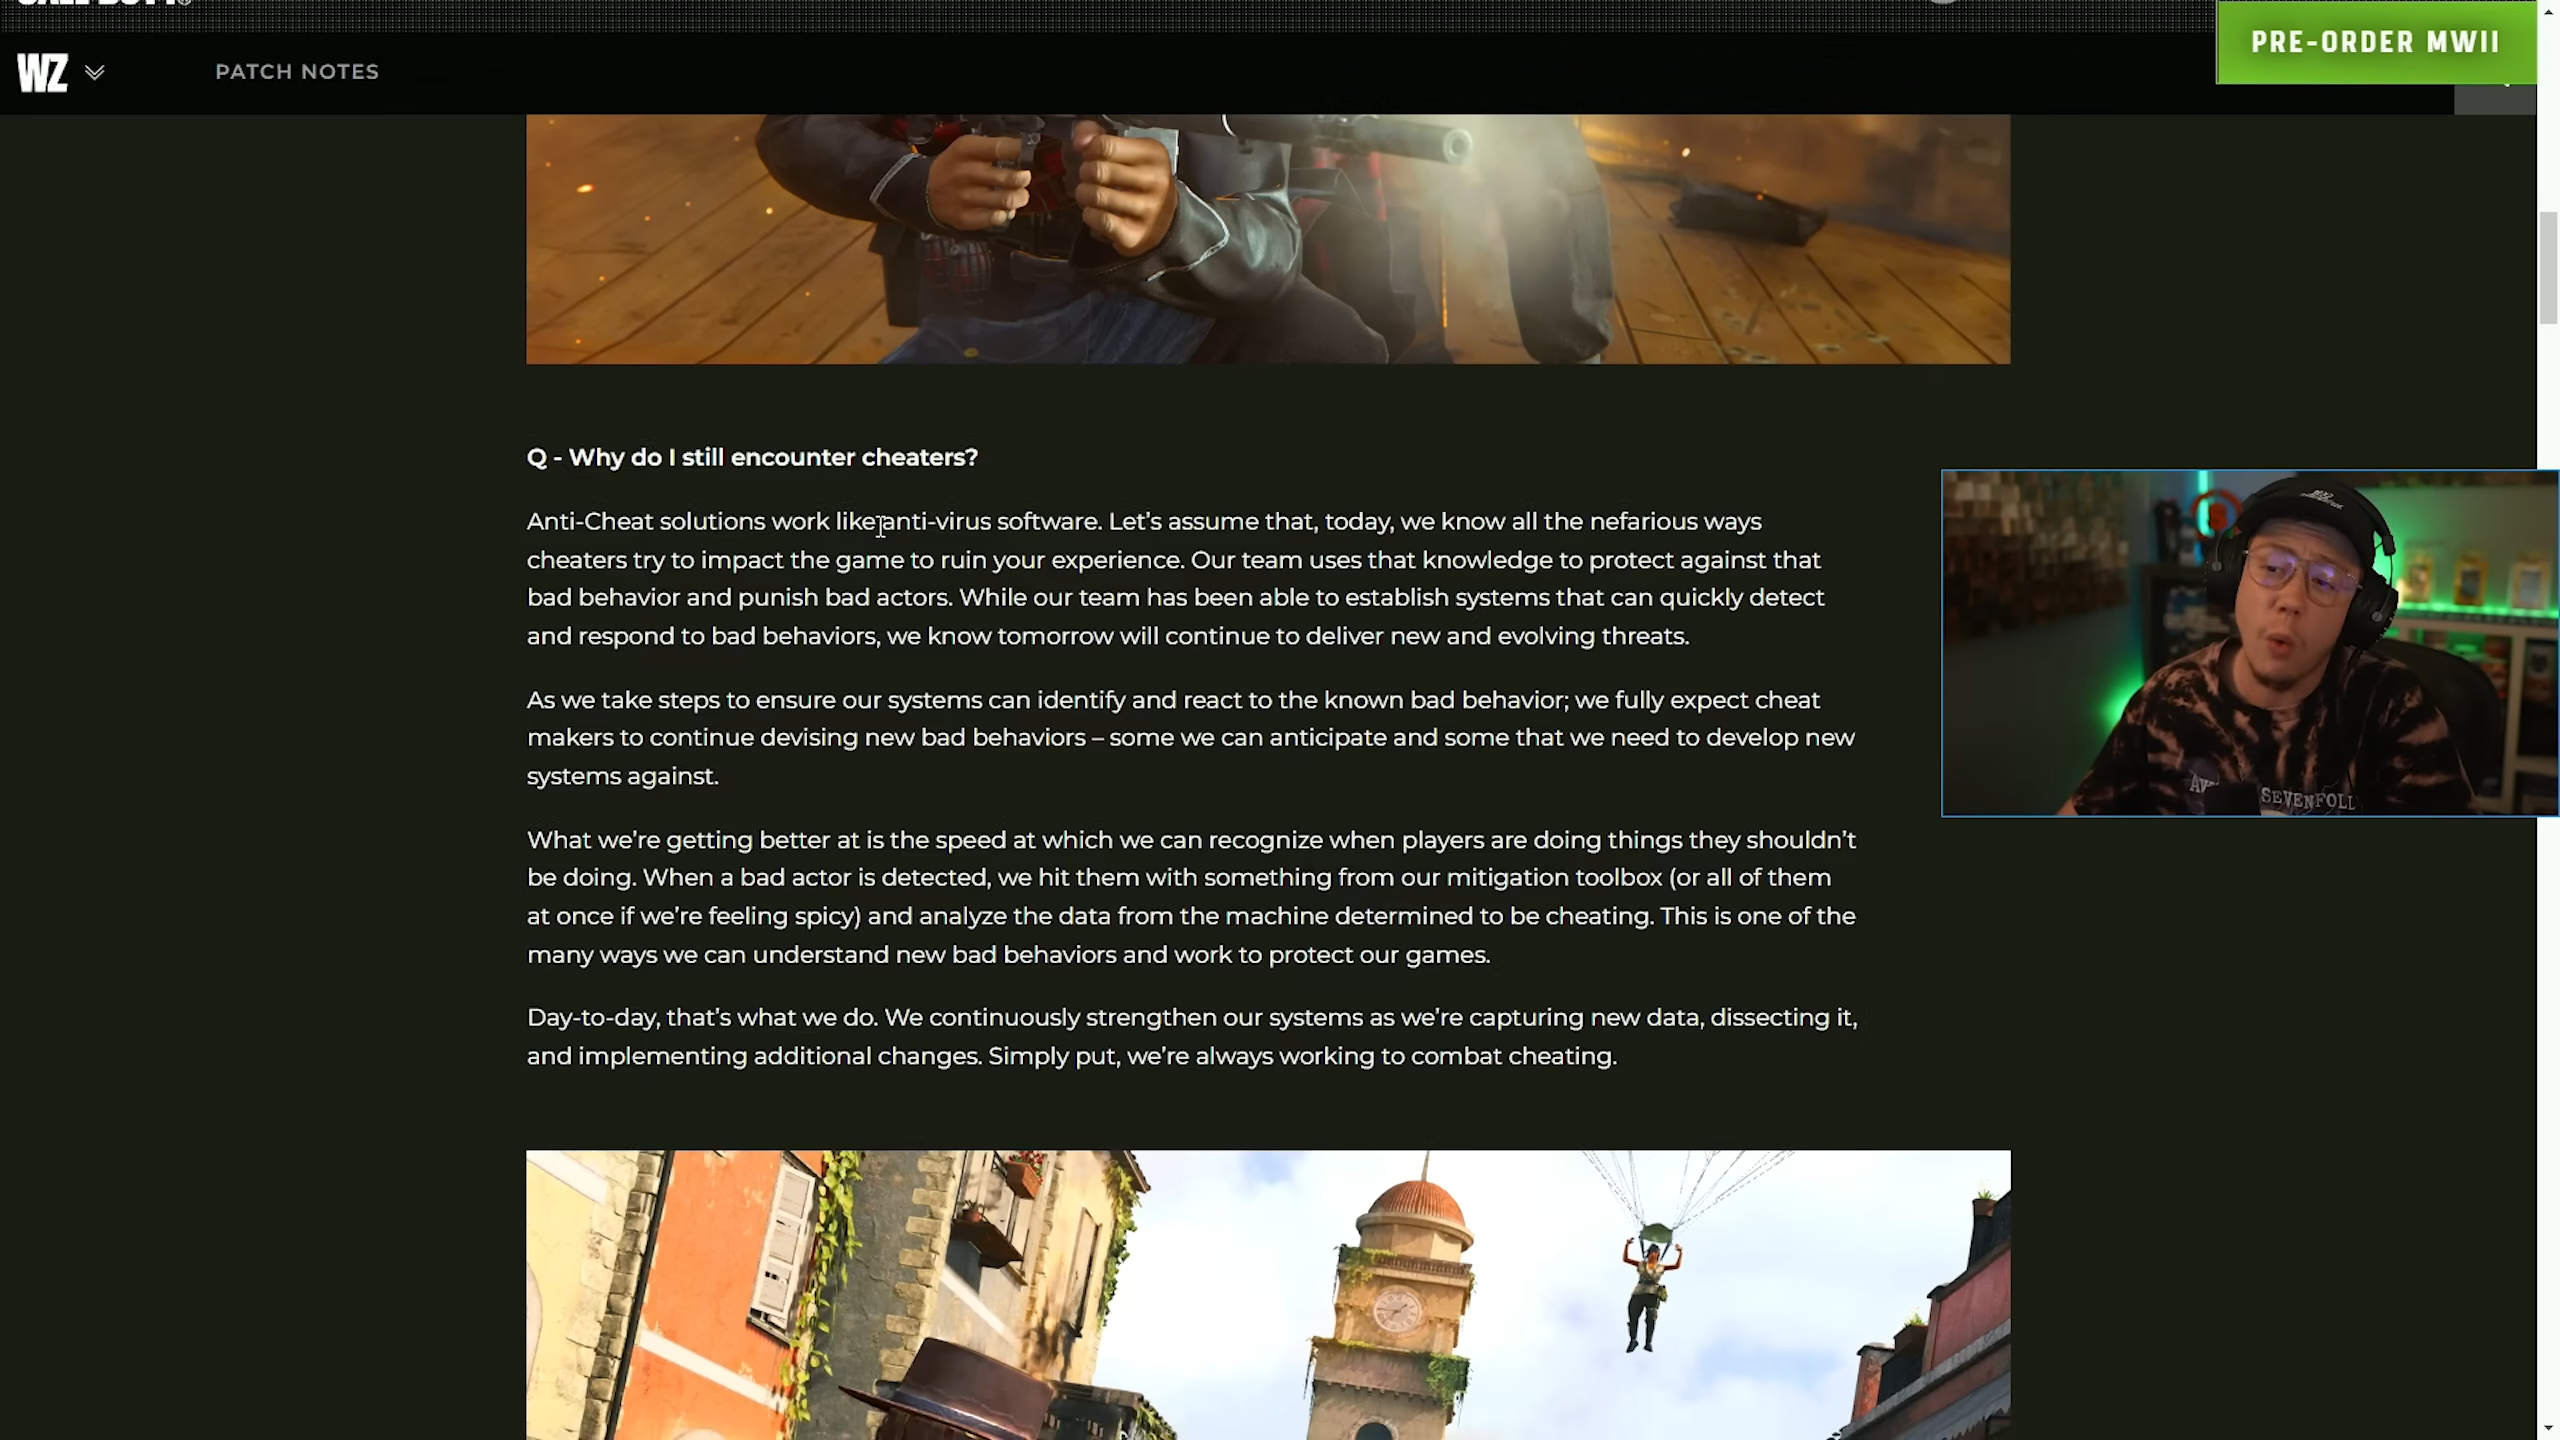 WZ
PATCH NOTES
PRE-ORDER MWII
Q - Why do I still encounter cheaters?
Anti-Cheat solutions work like anti-virus software. Let's assume that, today, we know all the nefarious ways
cheaters try to impact the game to ruin your experience. Our team uses that knowledge to protect against that
bad behavior and punish bad actors. While our team has been able to establish systems that can quickly detect
and respond to bad behaviors, we know tomorrow will continue to deliver new and evolving threats.
As we take steps to ensure our systems can identify and react to the known bad behavior; we fully expect cheat
makers to continue devising new bad behaviors – some we can anticipate and some that we need to develop new
systems against.
What we're getting better at is the speed at which we can recognize when players are doing things they shouldn't
be doing. When a bad actor is detected, we hit them with something from our mitigation toolbox (or all of them
at once if we're feeling spicy) and analyze the data from the machine determined to be cheating. This is one of the
many ways we can understand new bad behaviors and work to protect our games.
Day-to-day, that's what we do. We continuously strengthen our systems as we're capturing new data, dissecting it,
and implementing additional changes. Simply put, we're always working to combat cheating.
SEVENFOLL